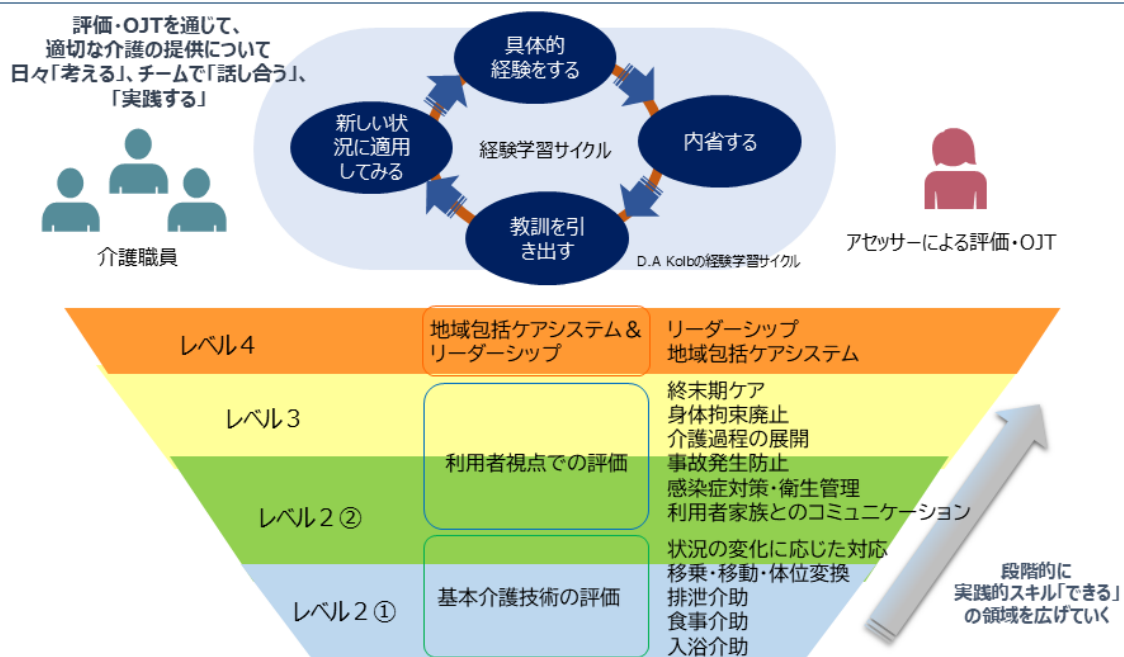 評価・OJTを通じて、
適切な介護の提供について
日々「考える」、チームで「話し合う」、
「実践する」
介護職員
具体的
経験をする
内省する
教訓を引
き出す
新しい状
況に適用
してみる
経験学習サイクル
D.A Kolbの経験学習サイクル
アセッサーによる評価・OJT
レベル4
地域包括ケアシステム＆
リーダーシップ
リーダーシップ
地域包括ケアシステム
レベル3
利用者視点での評価
終末期ケア
身体拘束廃止
介護過程の展開
事故発生防止
感染症対策・衛生管理
利用者家族とのコミュニケーション
レベル2②
状況の変化に応じた対応
移乗・移動・体位変換
排泄介助
食事介助
入浴介助
基本介護技術の評価
レベル2①
段階的に
実践的スキル「できる」
の領域を広げていく